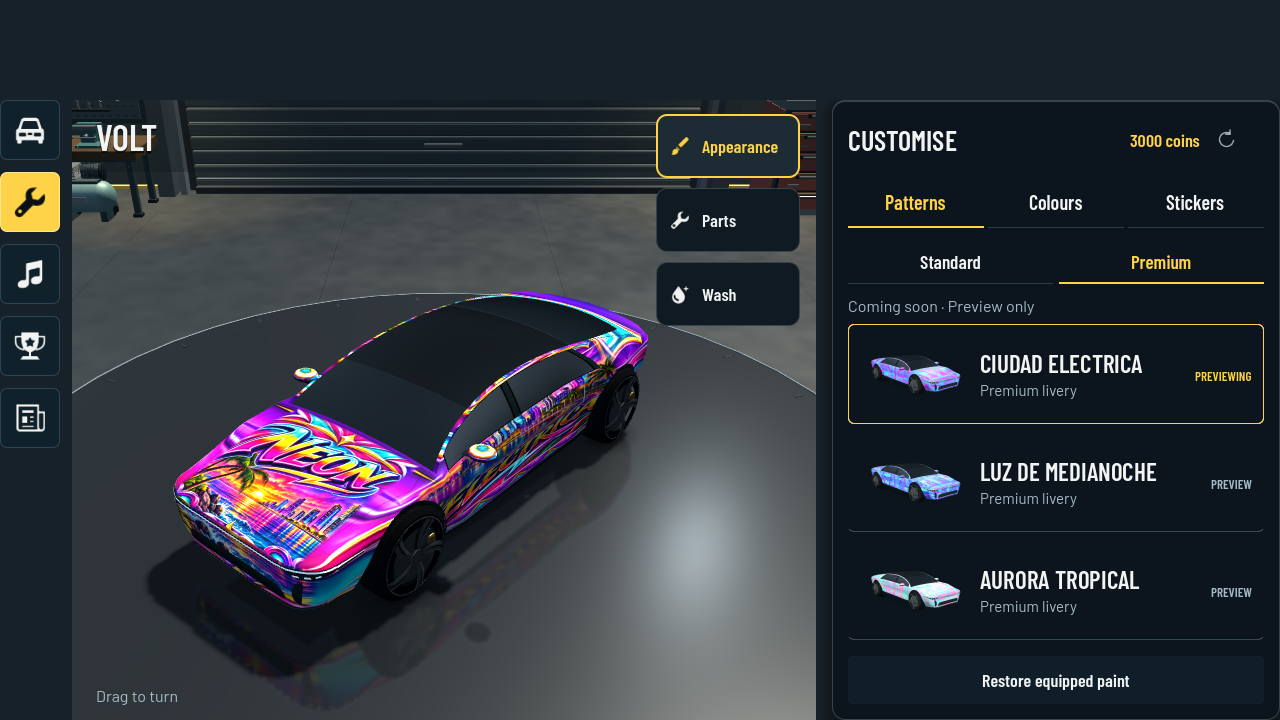 VOLT
Appearance
Parts
Wash
NEON
Drag to turn
CUSTOMISE
3000 coins
Patterns
Colours
Stickers
Standard
Premium
Coming soon · Preview only
CIUDAD ELECTRICA
Premium livery
PREVIEWING
LUZ DE MEDIANOCHE
Premium livery
PREVIEW
AURORA TROPICAL
Premium livery
PREVIEW
Restore equipped paint